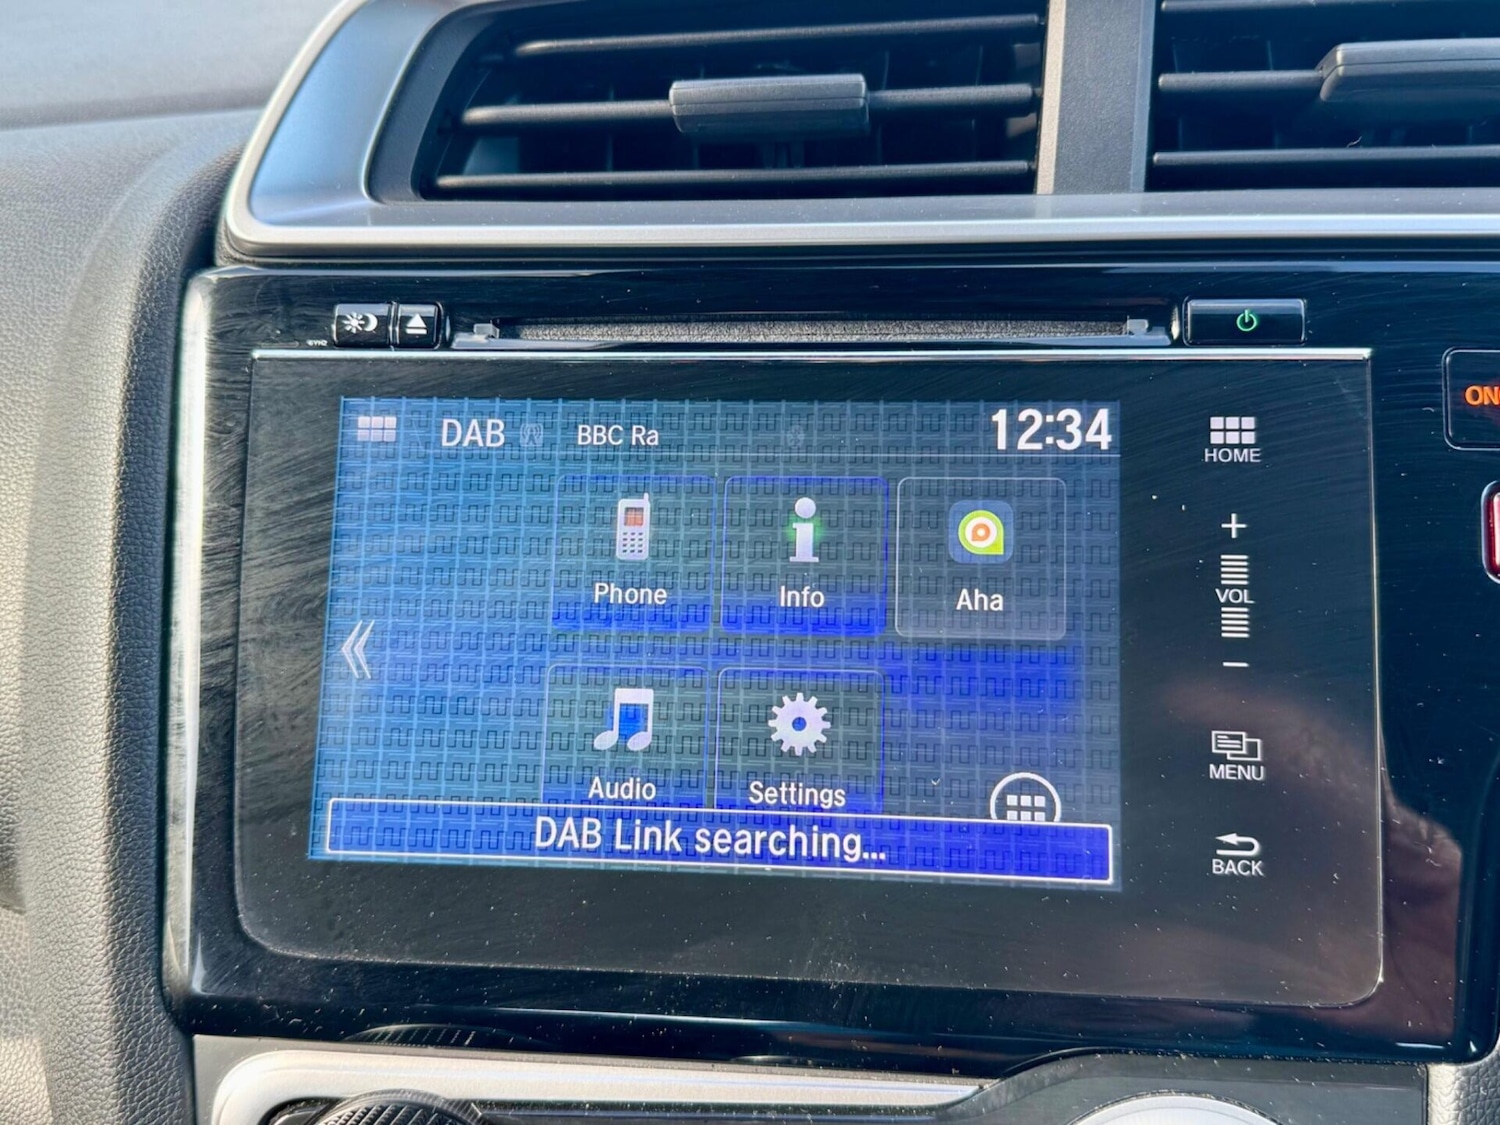 DAB BBC Ra 12:34
HOME
+
VOL
−
MENU
BACK
Phone Info Aha
Audio Settings
DAB Link searching...
ON